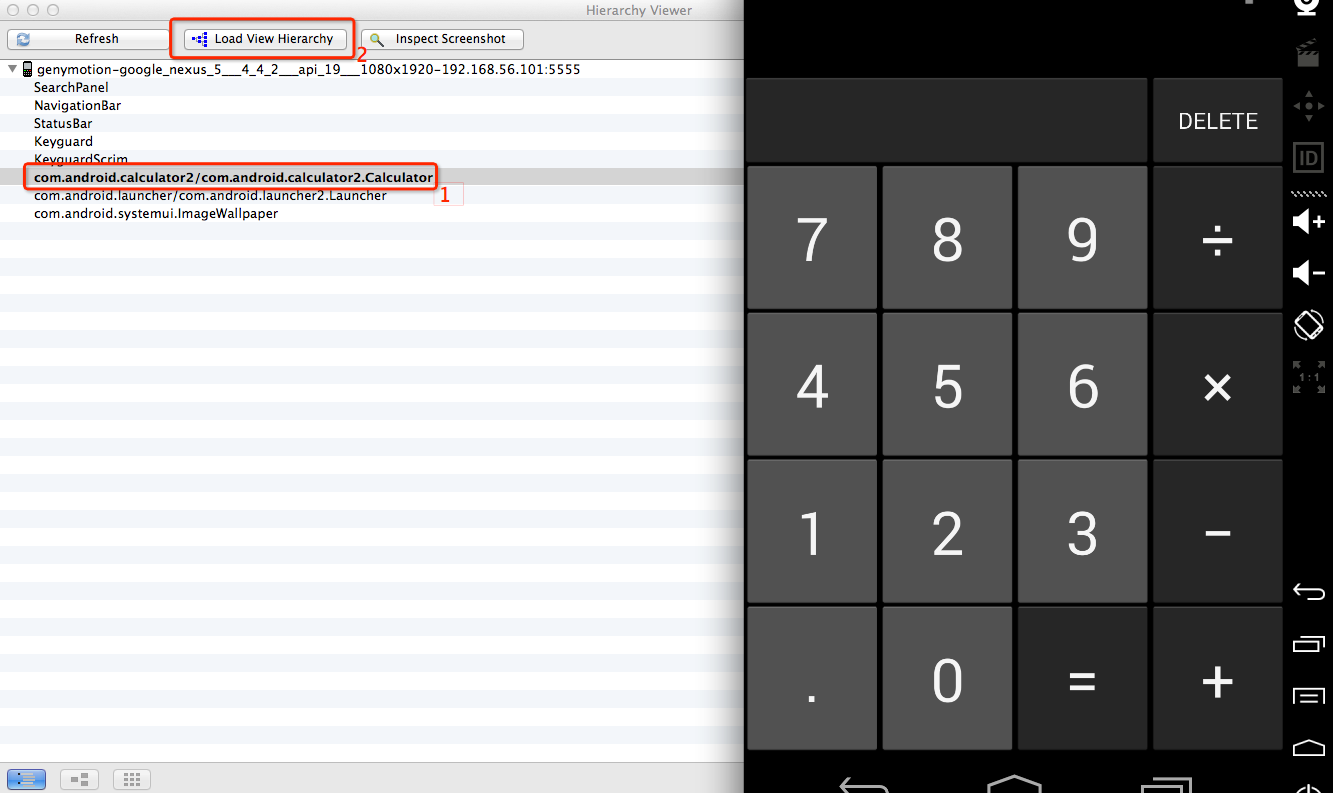 Hierarchy Viewer
Refresh
Load View Hierarchy
Inspect Screenshot
2
genymotion-google_nexus_5___4_4_2___api_19___1080x1920-192.168.56.101:5555
SearchPanel
NavigationBar
StatusBar
Keyguard
KeyguardScrim
com.android.calculator2/com.android.calculator2.Calculator
com.android.launcher/com.android.launcher2.Launcher
1
com.android.systemui.ImageWallpaper
DELETE
7 8 9 ÷
4 5 6 ×
1 2 3 −
. 0 = +
ID
1:1